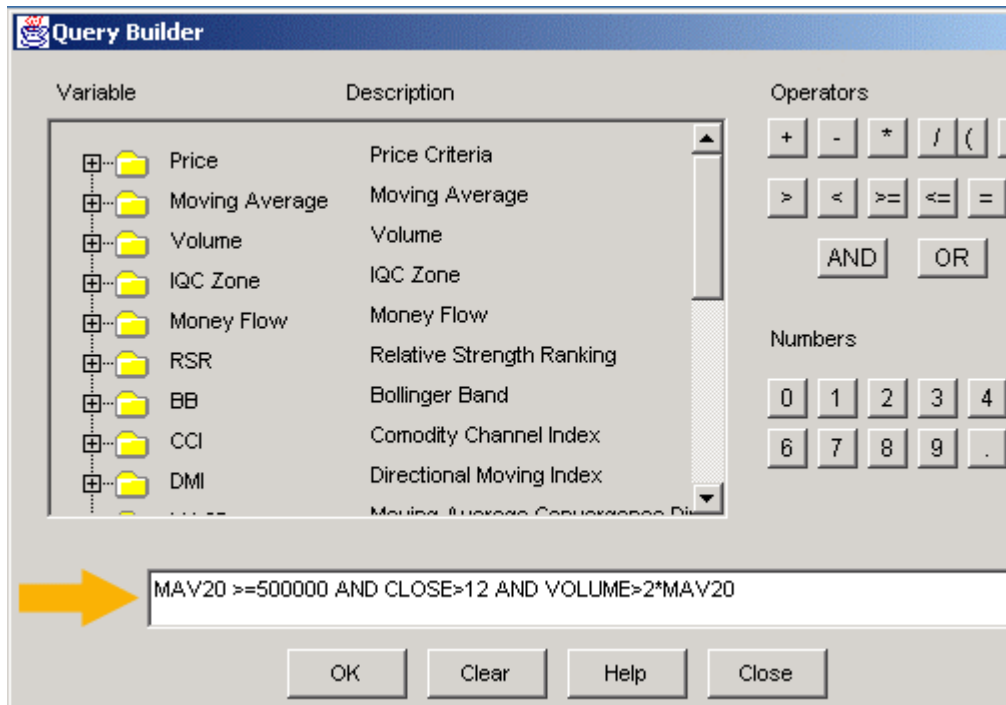 Query Builder
Variable Description Operators
+ - * / (
Price Price Criteria
Moving Average Moving Average
> < >= <= =
Volume Volume
AND OR
IQC Zone IQC Zone
Money Flow Money Flow
Numbers
RSR Relative Strength Ranking
BB Bollinger Band
0 1 2 3 4
CCI Comodity Channel Index
6 7 8 9 .
DMI Directional Moving Index
Moving Average Convergence
MAV20 >=500000 AND CLOSE>12 AND VOLUME>2*MAV20
OK Clear Help Close